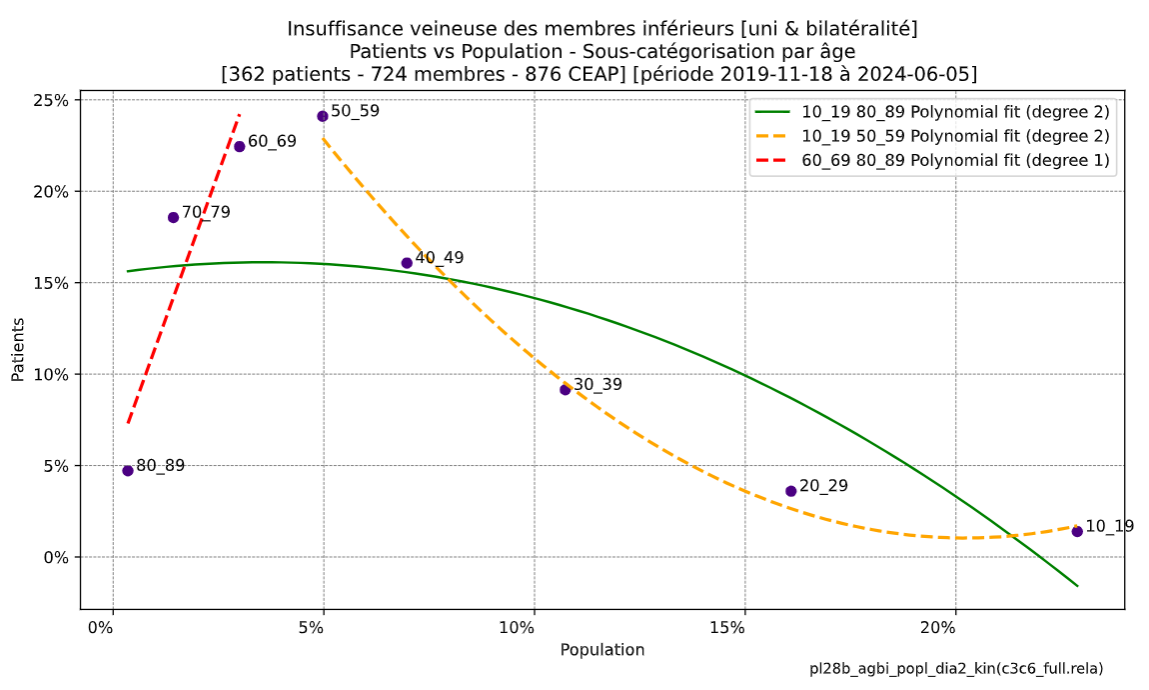 Insuffisance veineuse des membres inférieurs [uni & bilatéralité]
Patients vs Population - Sous-catégorisation par âge
[362 patients - 724 membres - 876 CEAP] [période 2019-11-18 à 2024-06-05]
25%
20%
15%
10%
5%
0%
Patients
10_19 80_89 Polynomial fit (degree 2)
10_19 50_59 Polynomial fit (degree 2)
60_69 80_89 Polynomial fit (degree 1)
50_59
60_69
70_79
40_49
30_39
80_89
20_29
10_19
0%
5%
10%
15%
20%
Population
pl28b_agbi_popl_dia2_kin(c3c6_full.rela)